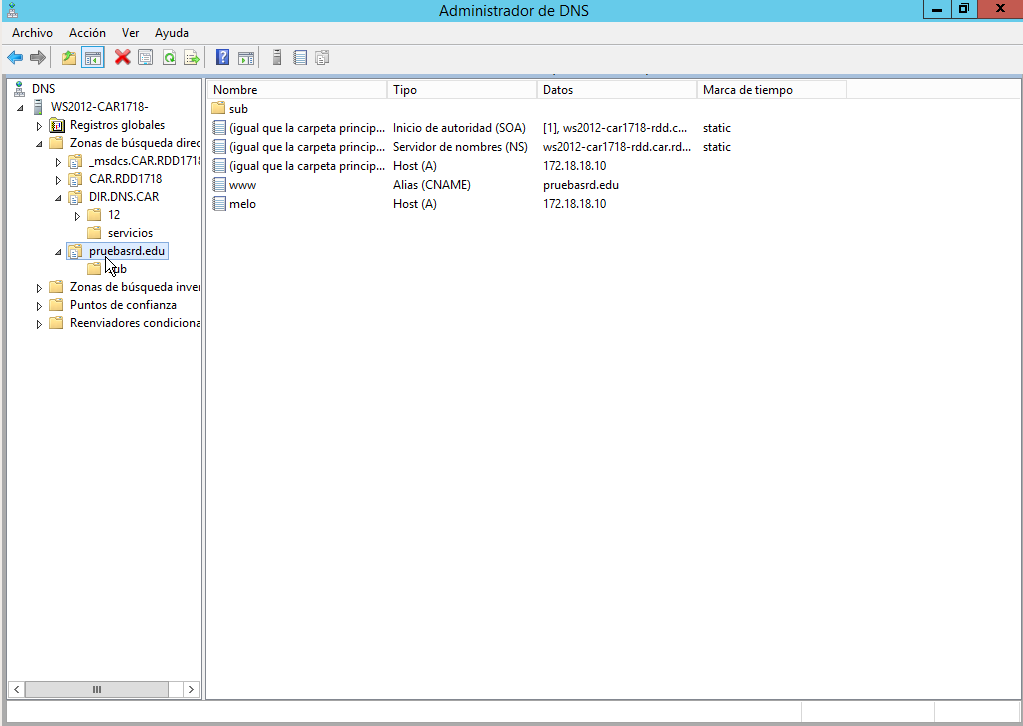 Administrador de DNS
Archivo Acción Ver Ayuda
DNS
WS2012-CAR1718-
Registros globales
Zonas de búsqueda direc
_msdcs.CAR.RDD1718
CAR.RDD1718
DIR.DNS.CAR
12
servicios
pruebasrd.edu
Zonas de búsqueda inver
Puntos de confianza
Reenviadores condiciona
Nombre Tipo Datos Marca de tiempo
sub
(igual que la carpeta princip... Inicio de autoridad (SOA) [1], ws2012-car1718-rdd.c... static
(igual que la carpeta princip... Servidor de nombres (NS) ws2012-car1718-rdd.car.rd... static
(igual que la carpeta princip... Host (A) 172.18.18.10
www Alias (CNAME) pruebasrd.edu
melo Host (A) 172.18.18.10